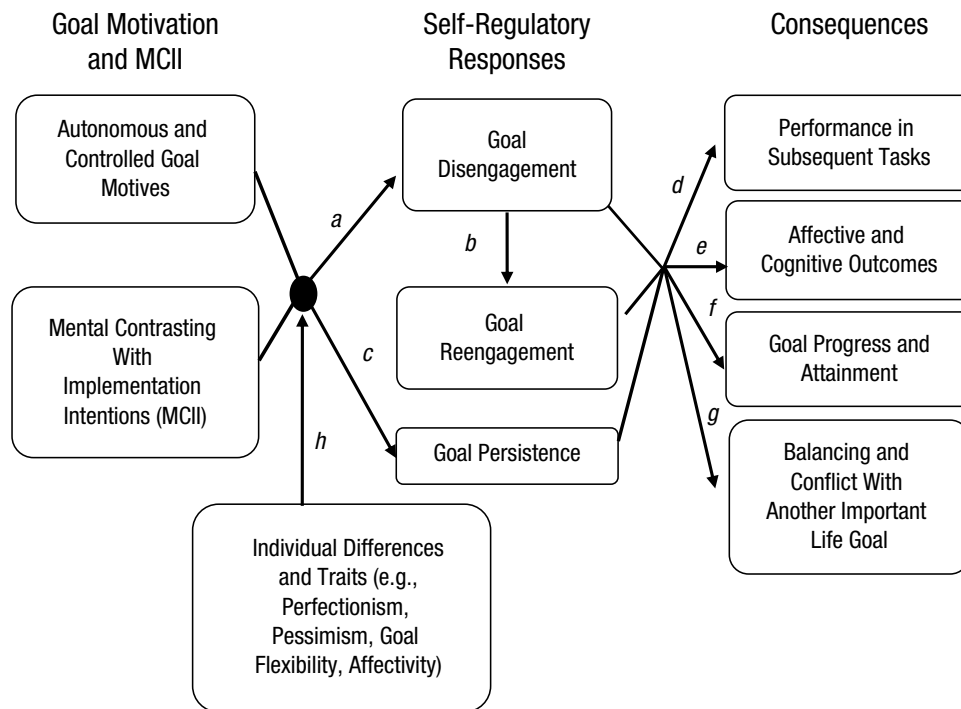 Goal Motivation
and MCII
Autonomous and
Controlled Goal
Motives
Mental Contrasting
With
Implementation
Intentions (MCII)
Self-Regulatory
Responses
Goal
Disengagement
Goal
Reengagement
Goal Persistence
Consequences
Performance in
Subsequent Tasks
Affective and
Cognitive Outcomes
Goal Progress and
Attainment
Balancing and
Conflict With
Another Important
Life Goal
Individual Differences
and Traits (e.g.,
Perfectionism,
Pessimism, Goal
Flexibility, Affectivity)
a
b
c
d
e
f
g
h